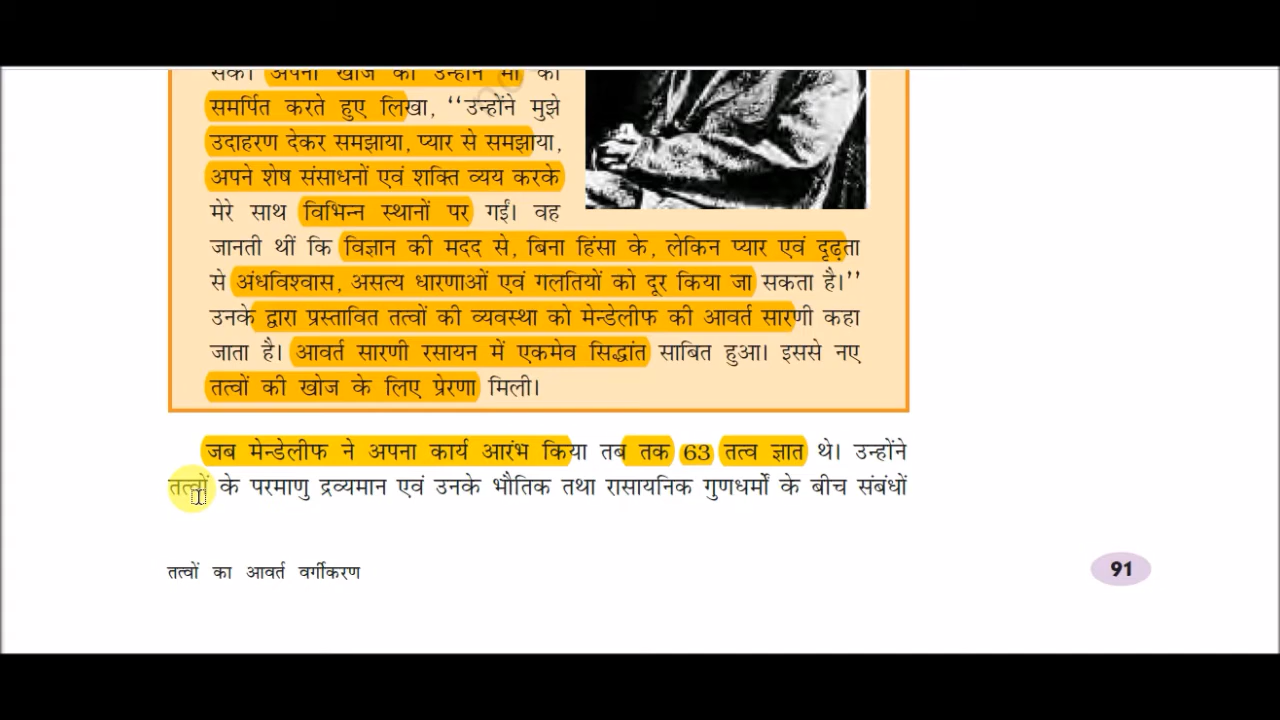 सके। अपनी खोज को उन्होंने माँ को
समर्पित करते हुए लिखा, ‘‘उन्होंने मुझे
उदाहरण देकर समझाया, प्यार से समझाया,
अपने शेष संसाधनों एवं शक्ति व्यय करके
मेरे साथ विभिन्न स्थानों पर गईं। वह
जानती थीं कि विज्ञान की मदद से, बिना हिंसा के, लेकिन प्यार एवं दृढ़ता
से अंधविश्वास, असत्य धारणाओं एवं गलतियों को दूर किया जा सकता है।’’
उनके द्वारा प्रस्तावित तत्वों की व्यवस्था को मेन्डेलीफ की आवर्त सारणी कहा
जाता है। आवर्त सारणी रसायन में एकमेव सिद्धांत साबित हुआ। इससे नए
तत्वों की खोज के लिए प्रेरणा मिली।
जब मेन्डेलीफ ने अपना कार्य आरंभ किया तब तक 63 तत्व ज्ञात थे। उन्होंने
तत्वों के परमाणु द्रव्यमान एवं उनके भौतिक तथा रासायनिक गुणधर्मों के बीच संबंधों
तत्वों का आवर्त वर्गीकरण
91